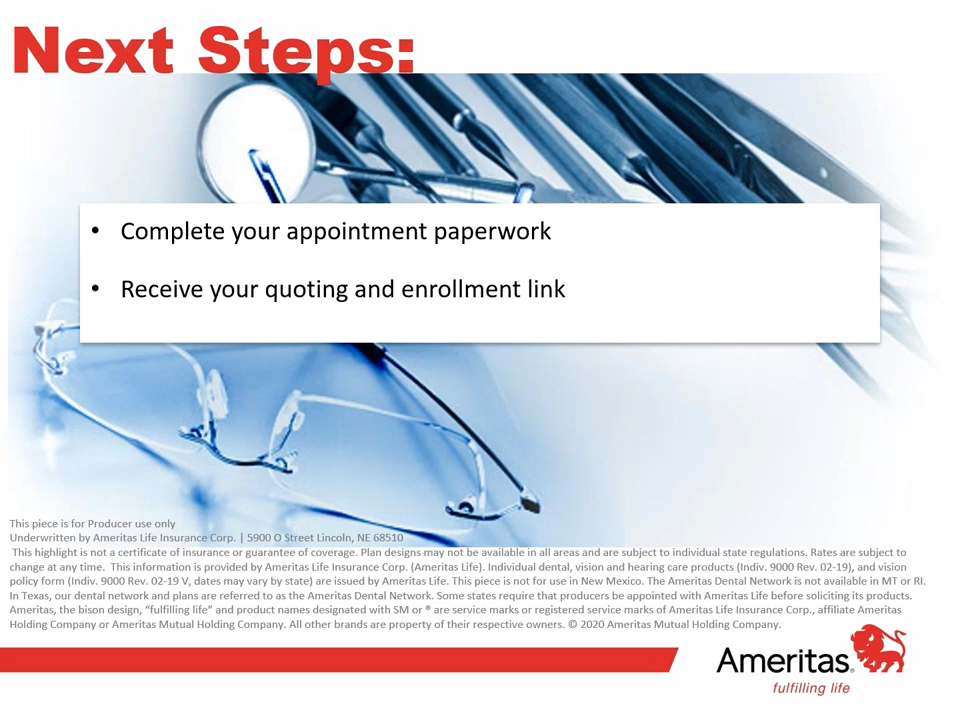 Next Steps:
• Complete your appointment paperwork
• Receive your quoting and enrollment link
This piece is for Producer use only
Underwritten by Ameritas Life Insurance Corp. | 5900 O Street Lincoln, NE 68510
This highlight is not a certificate of insurance or guarantee of coverage. Plan designs may not be available in all areas and are subject to individual state regulations. Rates are subject to
change at any time.  This information is provided by Ameritas Life Insurance Corp. (Ameritas Life). Individual dental, vision and hearing care products (Indiv. 9000 Rev. 02-19), and vision
policy form (Indiv. 9000 Rev. 02-19 V, dates may vary by state) are issued by Ameritas Life. This piece is not for use in New Mexico. The Ameritas Dental Network is not available in MT or RI.
In Texas, our dental network and plans are referred to as the Ameritas Dental Network. Some states require that producers be appointed with Ameritas Life before soliciting its products.
Ameritas, the bison design, “fulfilling life” and product names designated with SM or ® are service marks or registered service marks of Ameritas Life Insurance Corp., affiliate Ameritas
Holding Company or Ameritas Mutual Holding Company. All other brands are property of their respective owners. © 2020 Ameritas Mutual Holding Company.
Ameritas®
fulfilling life